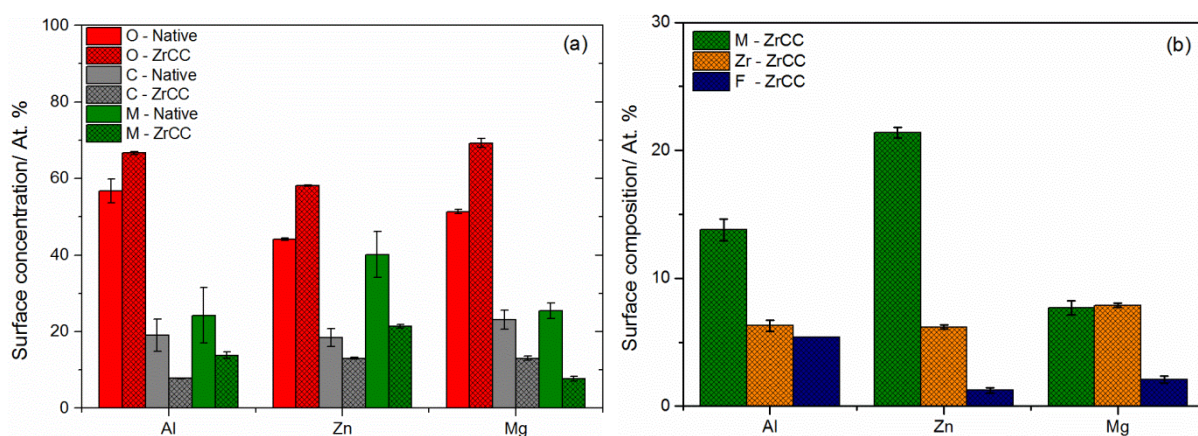 Surface concentration/ At. %
100
80
60
40
20
0
O - Native
O - ZrCC
C - Native
C - ZrCC
M - Native
M - ZrCC
(a)
Al
Zn
Mg
Surface composition/ At. %
30
20
10
0
M - ZrCC
Zr - ZrCC
F - ZrCC
(b)
Al
Zn
Mg